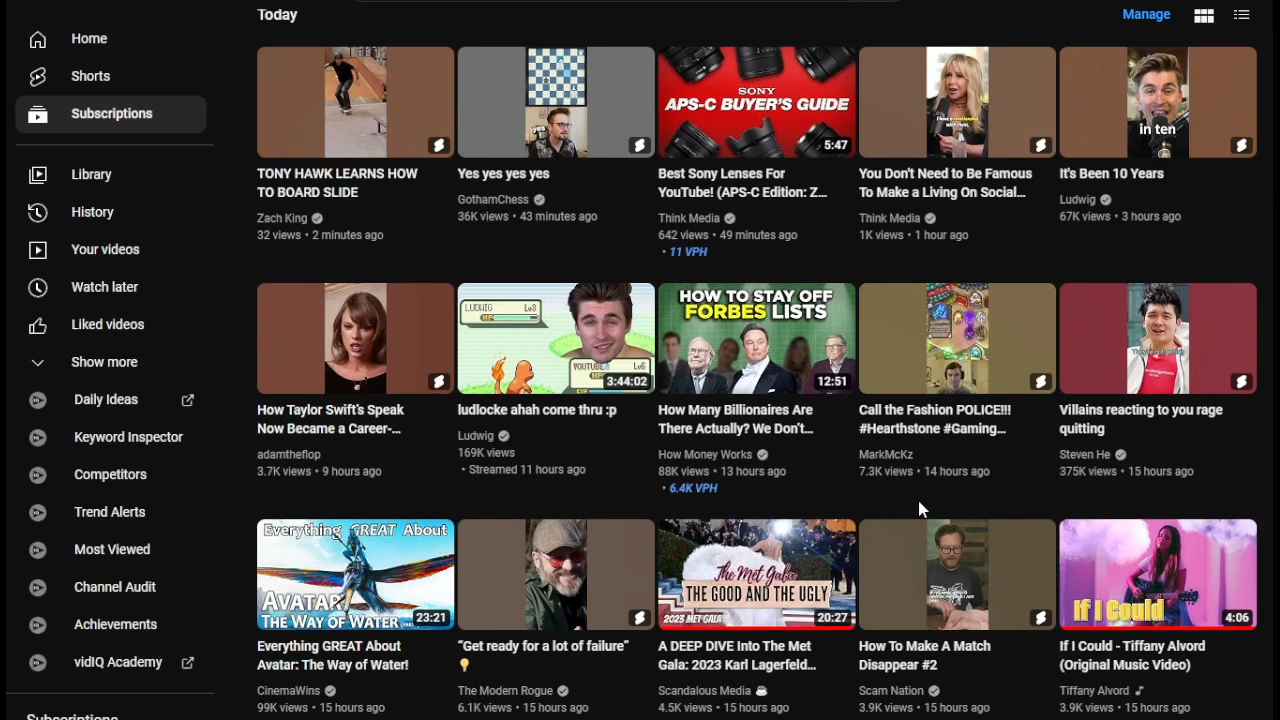 Today
Manage
Home
Shorts
Subscriptions
Library
History
Your videos
Watch later
Liked videos
Show more
Daily Ideas
Keyword Inspector
Competitors
Trend Alerts
Most Viewed
Channel Audit
Achievements
vidIQ Academy
Subscriptions
TONY HAWK LEARNS HOW
TO BOARD SLIDE
Zach King
32 views • 2 minutes ago
yes
Yes yes yes yes
GothamChess
36K views • 43 minutes ago
SONY
APS-C BUYER'S GUIDE
5:47
Best Sony Lenses For
YouTube! (APS-C Edition: Z...
Think Media
642 views • 49 minutes ago
• 11 VPH
I have a relationship
with them.
You Don't Need to Be Famous
To Make a Living On Social...
Think Media
1K views • 1 hour ago
in ten
It's Been 10 Years
Ludwig
67K views • 3 hours ago
How Taylor Swift's Speak
Now Became a Career-...
adamtheflop
3.7K views • 9 hours ago
LUDWIG Lv3
YOUTUBE Lv6
3:44:02
ludlocke ahah come thru :p
Ludwig
169K views
• Streamed 11 hours ago
HOW TO STAY OFF
FORBES LISTS
12:51
How Many Billionaires Are
There Actually? We Don't...
How Money Works
88K views • 13 hours ago
• 6.4K VPH
Call the Fashion POLICE!!!
#Hearthstone #Gaming...
MarkMcKz
7.3K views • 14 hours ago
Villains reacting to you rage
quitting
Steven He
375K views • 15 hours ago
Everything GREAT About
AVATAR
THE WAY OF WATER
23:21
Everything GREAT About
Avatar: The Way of Water!
CinemaWins
99K views • 15 hours ago
“Get ready for a lot of failure”
The Modern Rogue
6.1K views • 15 hours ago
The Met Gala
THE GOOD AND THE UGLY
2023 MET GALA
20:27
A DEEP DIVE Into The Met
Gala: 2023 Karl Lagerfeld...
Scandalous Media
4.5K views • 15 hours ago
How To Make A Match
Disappear #2
Scam Nation
3.9K views • 15 hours ago
If I Could
4:06
If I Could - Tiffany Alvord
(Original Music Video)
Tiffany Alvord
3.9K views • 15 hours ago